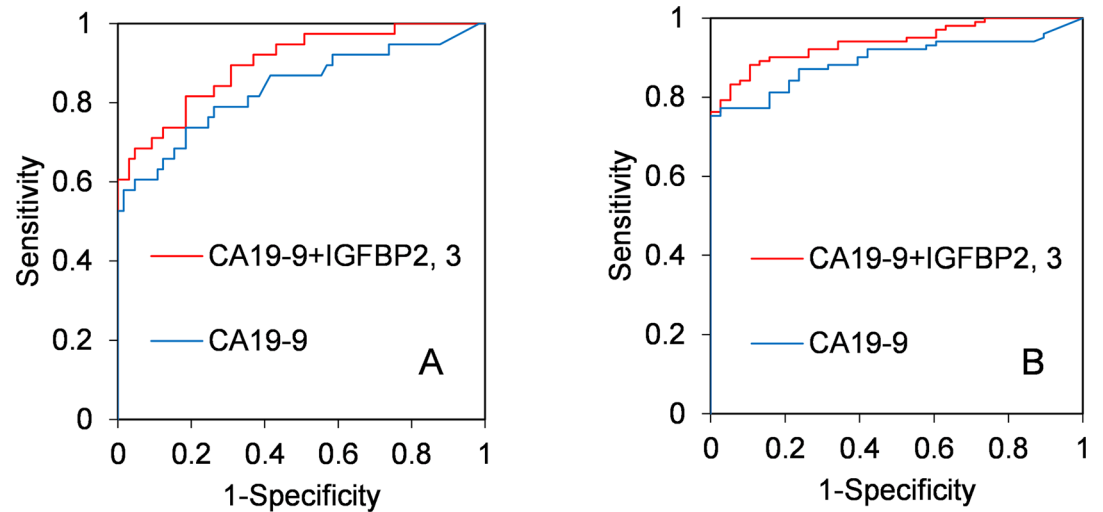 1
0.8
0.6
0.4
0.2
0
Sensitivity
CA19-9+IGFBP2, 3
CA19-9
A
0 0.2 0.4 0.6 0.8 1
1-Specificity
1
0.8
0.6
0.4
0.2
0
Sensitivity
CA19-9+IGFBP2, 3
CA19-9
B
0 0.2 0.4 0.6 0.8 1
1-Specificity